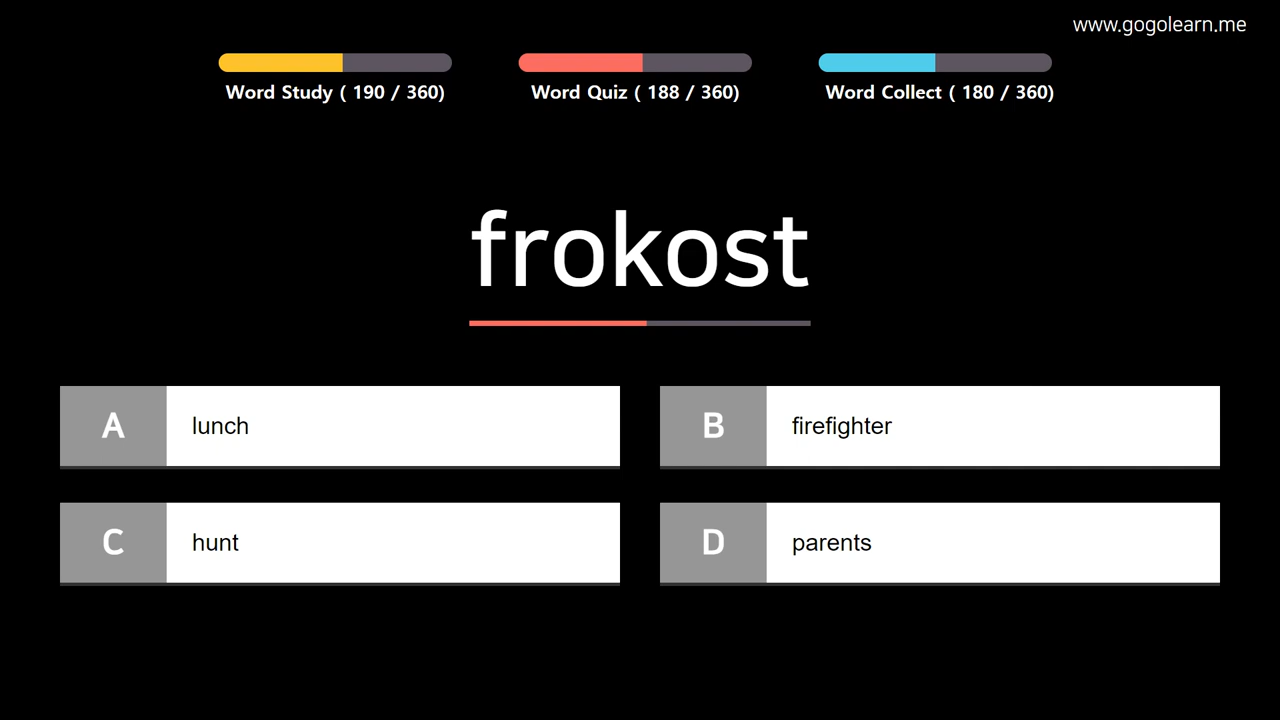 www.gogolearn.me
Word Study ( 190 / 360)
Word Quiz ( 188 / 360)
Word Collect ( 180 / 360)
frokost
A lunch
B firefighter
C hunt
D parents